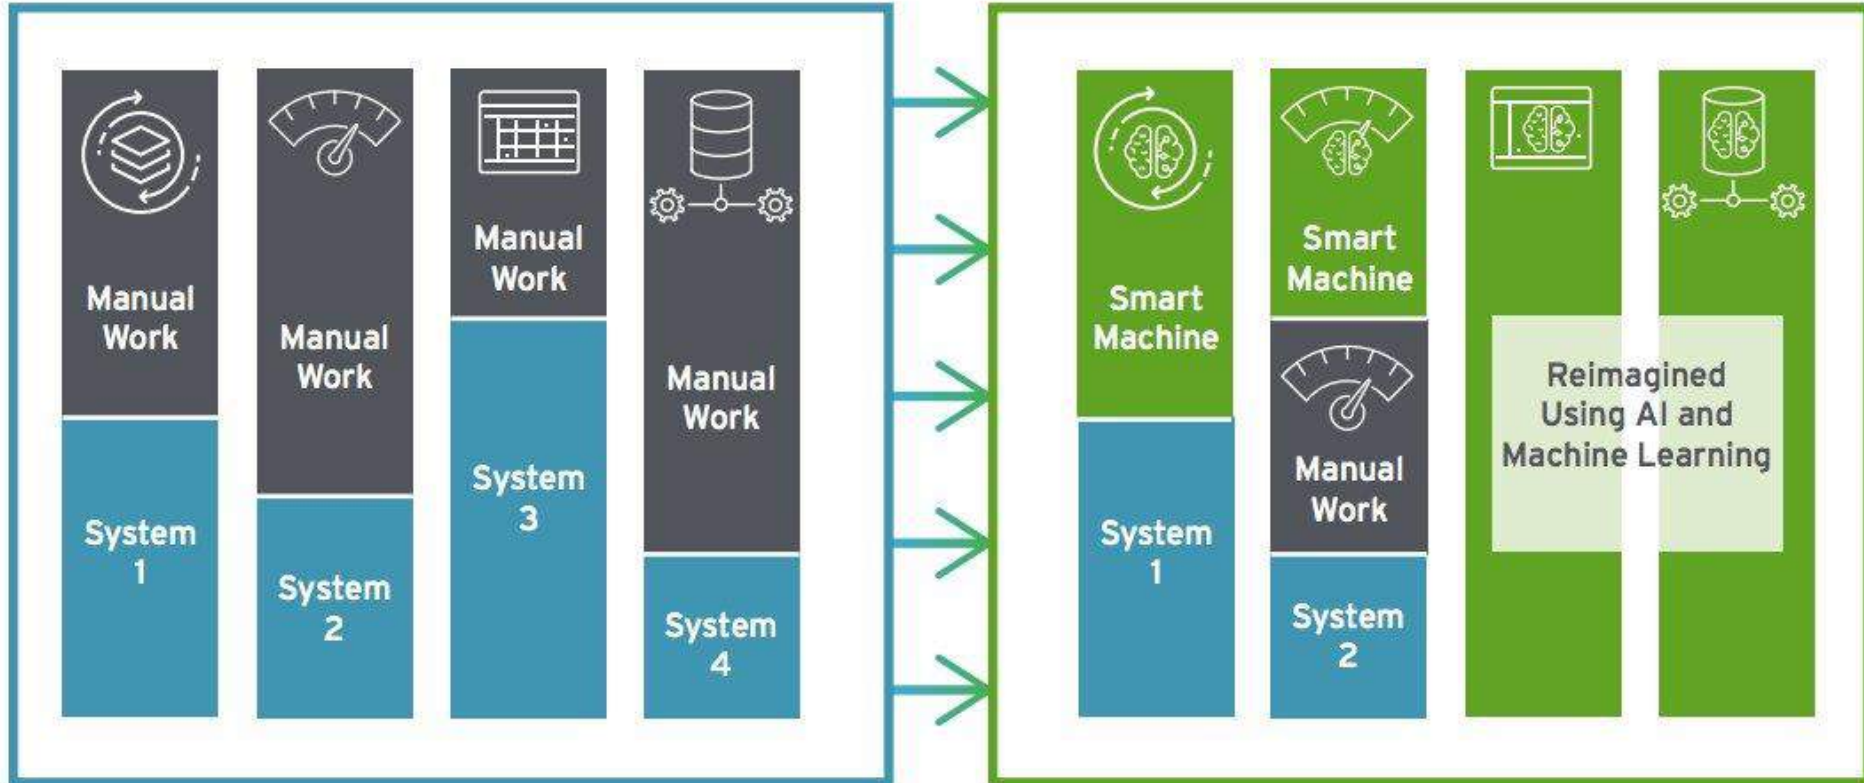 Manual
Work
System
1
Manual
Work
System
2
Manual
Work
System
3
Manual
Work
System
4
Smart
Machine
System
1
Smart
Machine
Manual
Work
System
2
Reimagined
Using AI and
Machine Learning